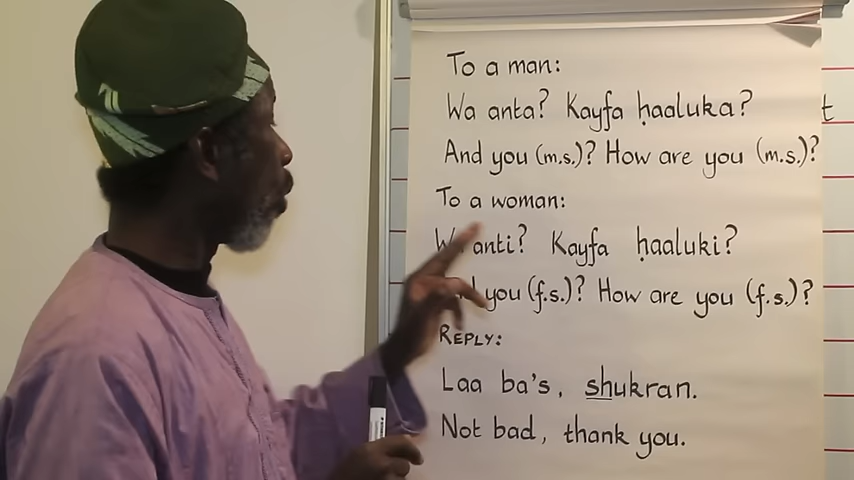 To a man:
Wa anta? Kayfa ḥaaluka?
t
And you (m.s.)? How are you (m.s.)?
To a woman:
anti? Kayfa ḥaaluki?
you (f.s.)? How are you (f.s.)?
REPLY:
Laa ba's, shukran.
Not bad, thank you.